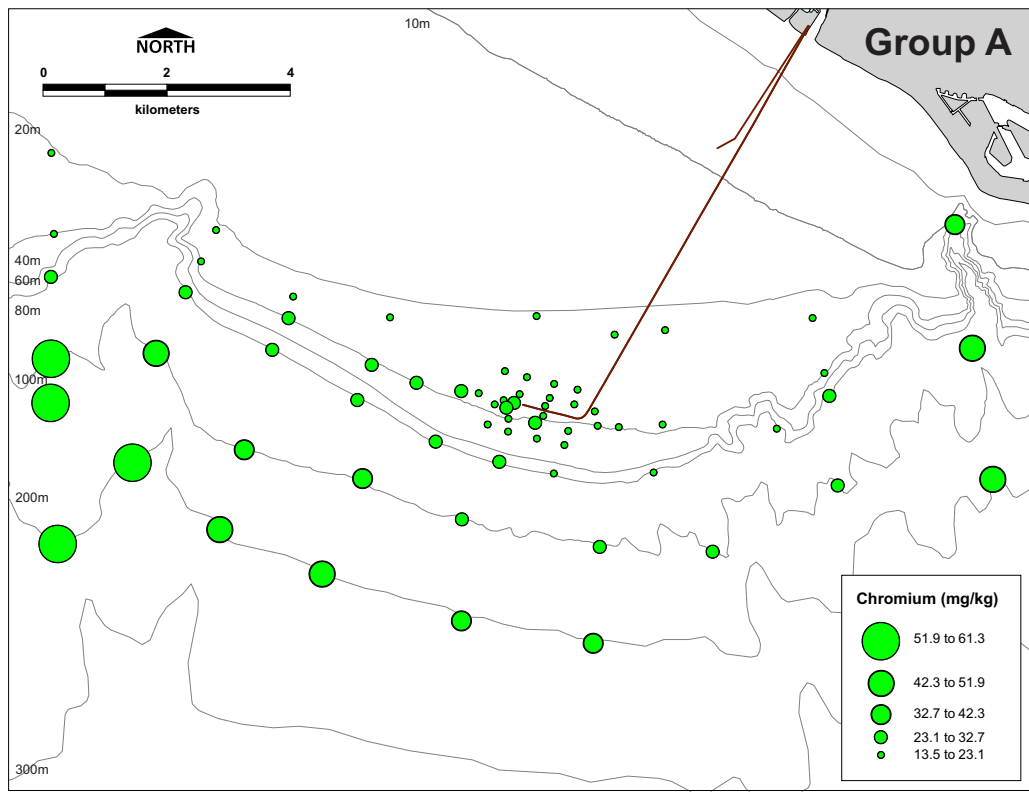 10m
Group A
NORTH
0 2 4
kilometers
20m
40m
60m
80m
100m
200m
300m
Chromium (mg/kg)
51.9 to 61.3
42.3 to 51.9
32.7 to 42.3
23.1 to 32.7
13.5 to 23.1